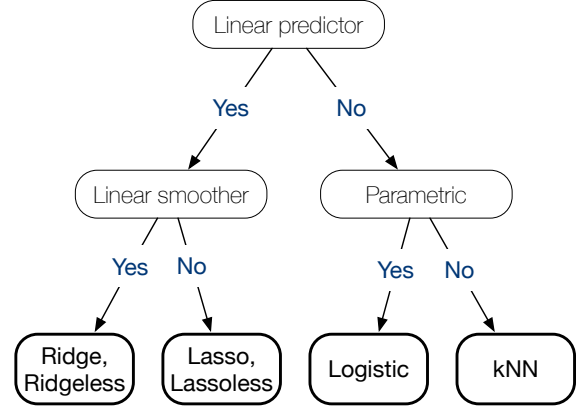 Linear predictor
Yes
No
Linear smoother
Parametric
Yes
No
Yes
No
Ridge,
Ridgeless
Lasso,
Lassoless
Logistic
kNN